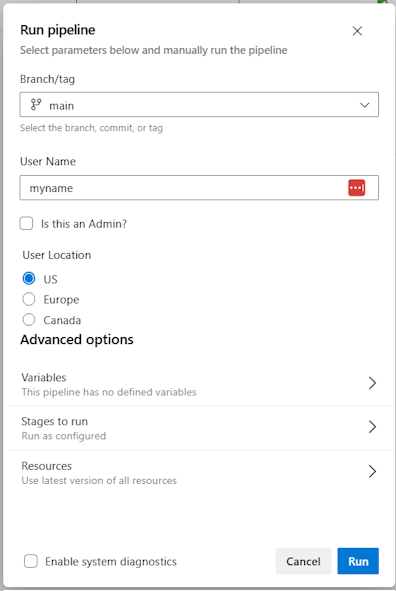 Run pipeline
Select parameters below and manually run the pipeline
Branch/tag
main
Select the branch, commit, or tag
User Name
myname
Is this an Admin?
User Location
US
Europe
Canada
Advanced options
Variables
This pipeline has no defined variables
Stages to run
Run as configured
Resources
Use latest version of all resources
Enable system diagnostics
Cancel
Run